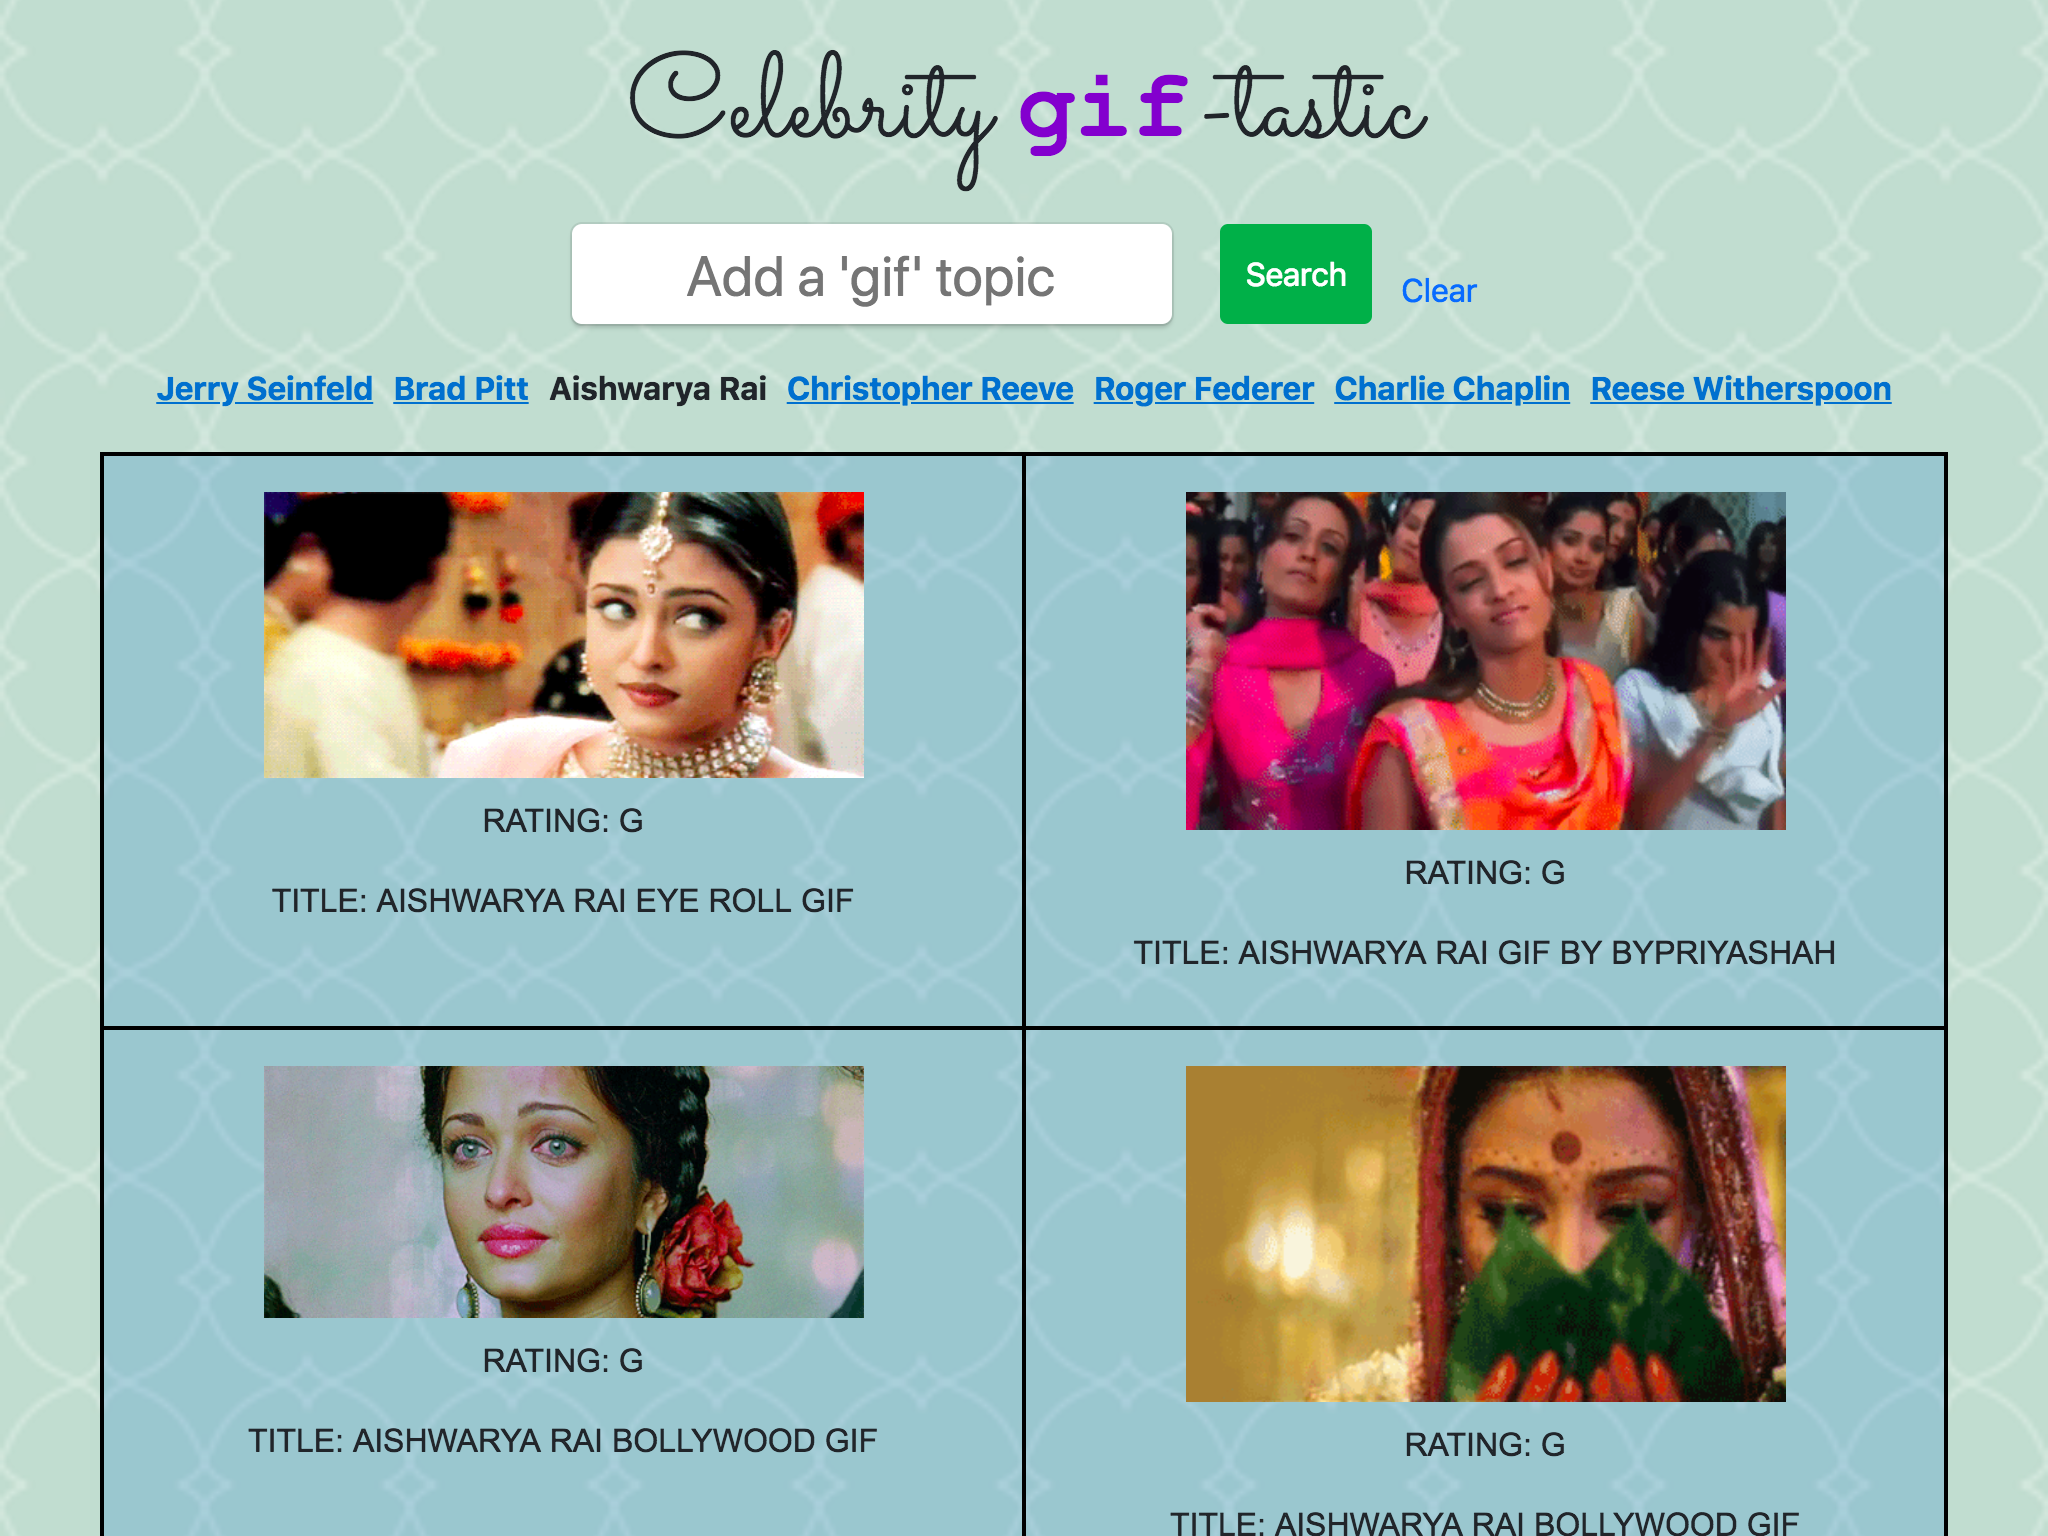 Celebrity gif-tastic
Add a 'gif' topic
Search
Clear
Jerry Seinfeld Brad Pitt Aishwarya Rai Christopher Reeve Roger Federer Charlie Chaplin Reese Witherspoon
RATING: G
TITLE: AISHWARYA RAI EYE ROLL GIF
RATING: G
TITLE: AISHWARYA RAI GIF BY BYPRIYASHAH
RATING: G
TITLE: AISHWARYA RAI BOLLYWOOD GIF
RATING: G
TITLE: AISHWARYA RAI BOLLYWOOD GIF